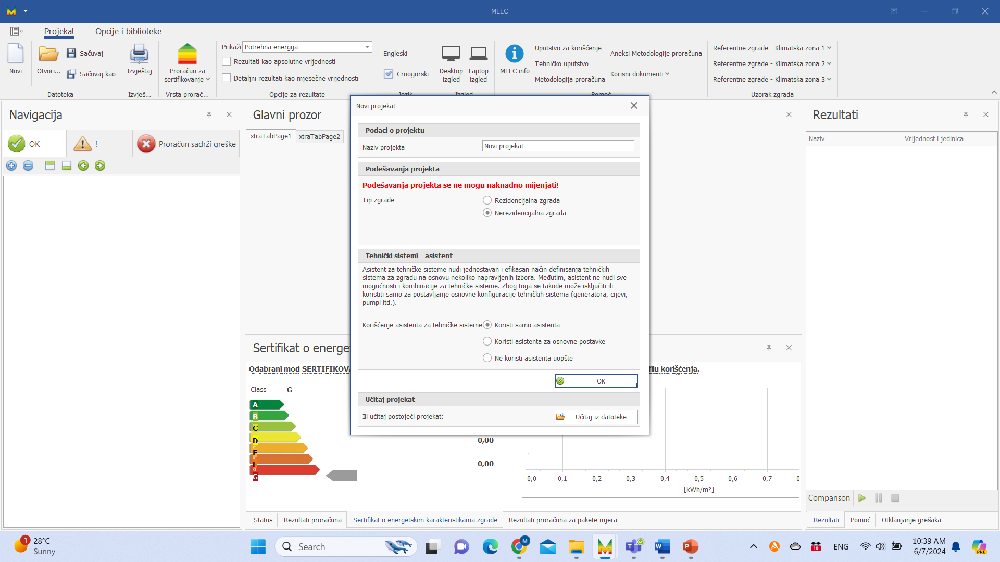 MEEC
Projekat
Opcije i biblioteke
Novi
Otvori...
Sačuvaj
Sačuvaj kao
Datoteka
Izvještaj
Izvješ...
Proračun za
sertifikovanje
Vrsta prorač...
Prikaži Potrebna energija
Rezultati kao apsolutne vrijednosti
Detaljni rezultati kao mjesečne vrijednosti
Opcije za rezultate
Engleski
Crnogorski
Jezik
Desktop
izgled
Laptop
izgled
Izgled
MEEC info
Uputstvo za korišćenje
Tehničko uputstvo
Metodologija proračuna
Aneksi Metodologije proračuna
Korisni dokumenti
Pomoć
Referentne zgrade - Klimatska zona 1
Referentne zgrade - Klimatska zona 2
Referentne zgrade - Klimatska zona 3
Uzorak zgrada
Navigacija
OK
!
Proračun sadrži greške
Glavni prozor
xtraTabPage1
xtraTabPage2
Novi projekat
Podaci o projektu
Naziv projekta
Novi projekat
Podešavanja projekta
Podešavanja projekta se ne mogu naknadno mijenjati!
Tip zgrade
Rezidencijalna zgrada
Nerezidencijalna zgrada
Tehnički sistemi - asistent
Asistent za tehničke sisteme nudi jednostavan i efikasan način definisanja tehničkih
sistema za zgradu na osnovu nekoliko napravljenih izbora. Međutim, asistent ne nudi sve
mogućnosti i kombinacije za tehničke sisteme. Zbog toga se takođe može isključiti ili
koristiti samo za postavljanje osnovne konfiguracije tehničkih sistema (generatora, cijevi,
pumpi itd.).
Korišćenje asistenta za tehničke sisteme
Koristi samo asistenta
Koristi asistenta za osnovne postavke
Ne koristi asistenta uopšte
OK
Učitaj projekat
Ili učitaj postojeći projekat:
Učitaj iz datoteke
Sertifikat o energe
Odabrani mod SERTIFIKOV
filu korišćenja.
Class G
A
B
C
D
E
F
G
0,00
0,00
0,0 0,1 0,2 0,3 0,4 0,5 0,6 0,7
[kWh/m²]
Status
Rezultati proračuna
Sertifikat o energetskim karakteristikama zgrade
Rezultati proračuna za pakete mjera
Rezultati
Naziv
Vrijednost i jedinica
Comparison
Rezultati
Pomoć
Otklanjanje grešaka
1
28°C
Sunny
Search
M
10
ENG
10:39 AM
6/7/2024
PRE